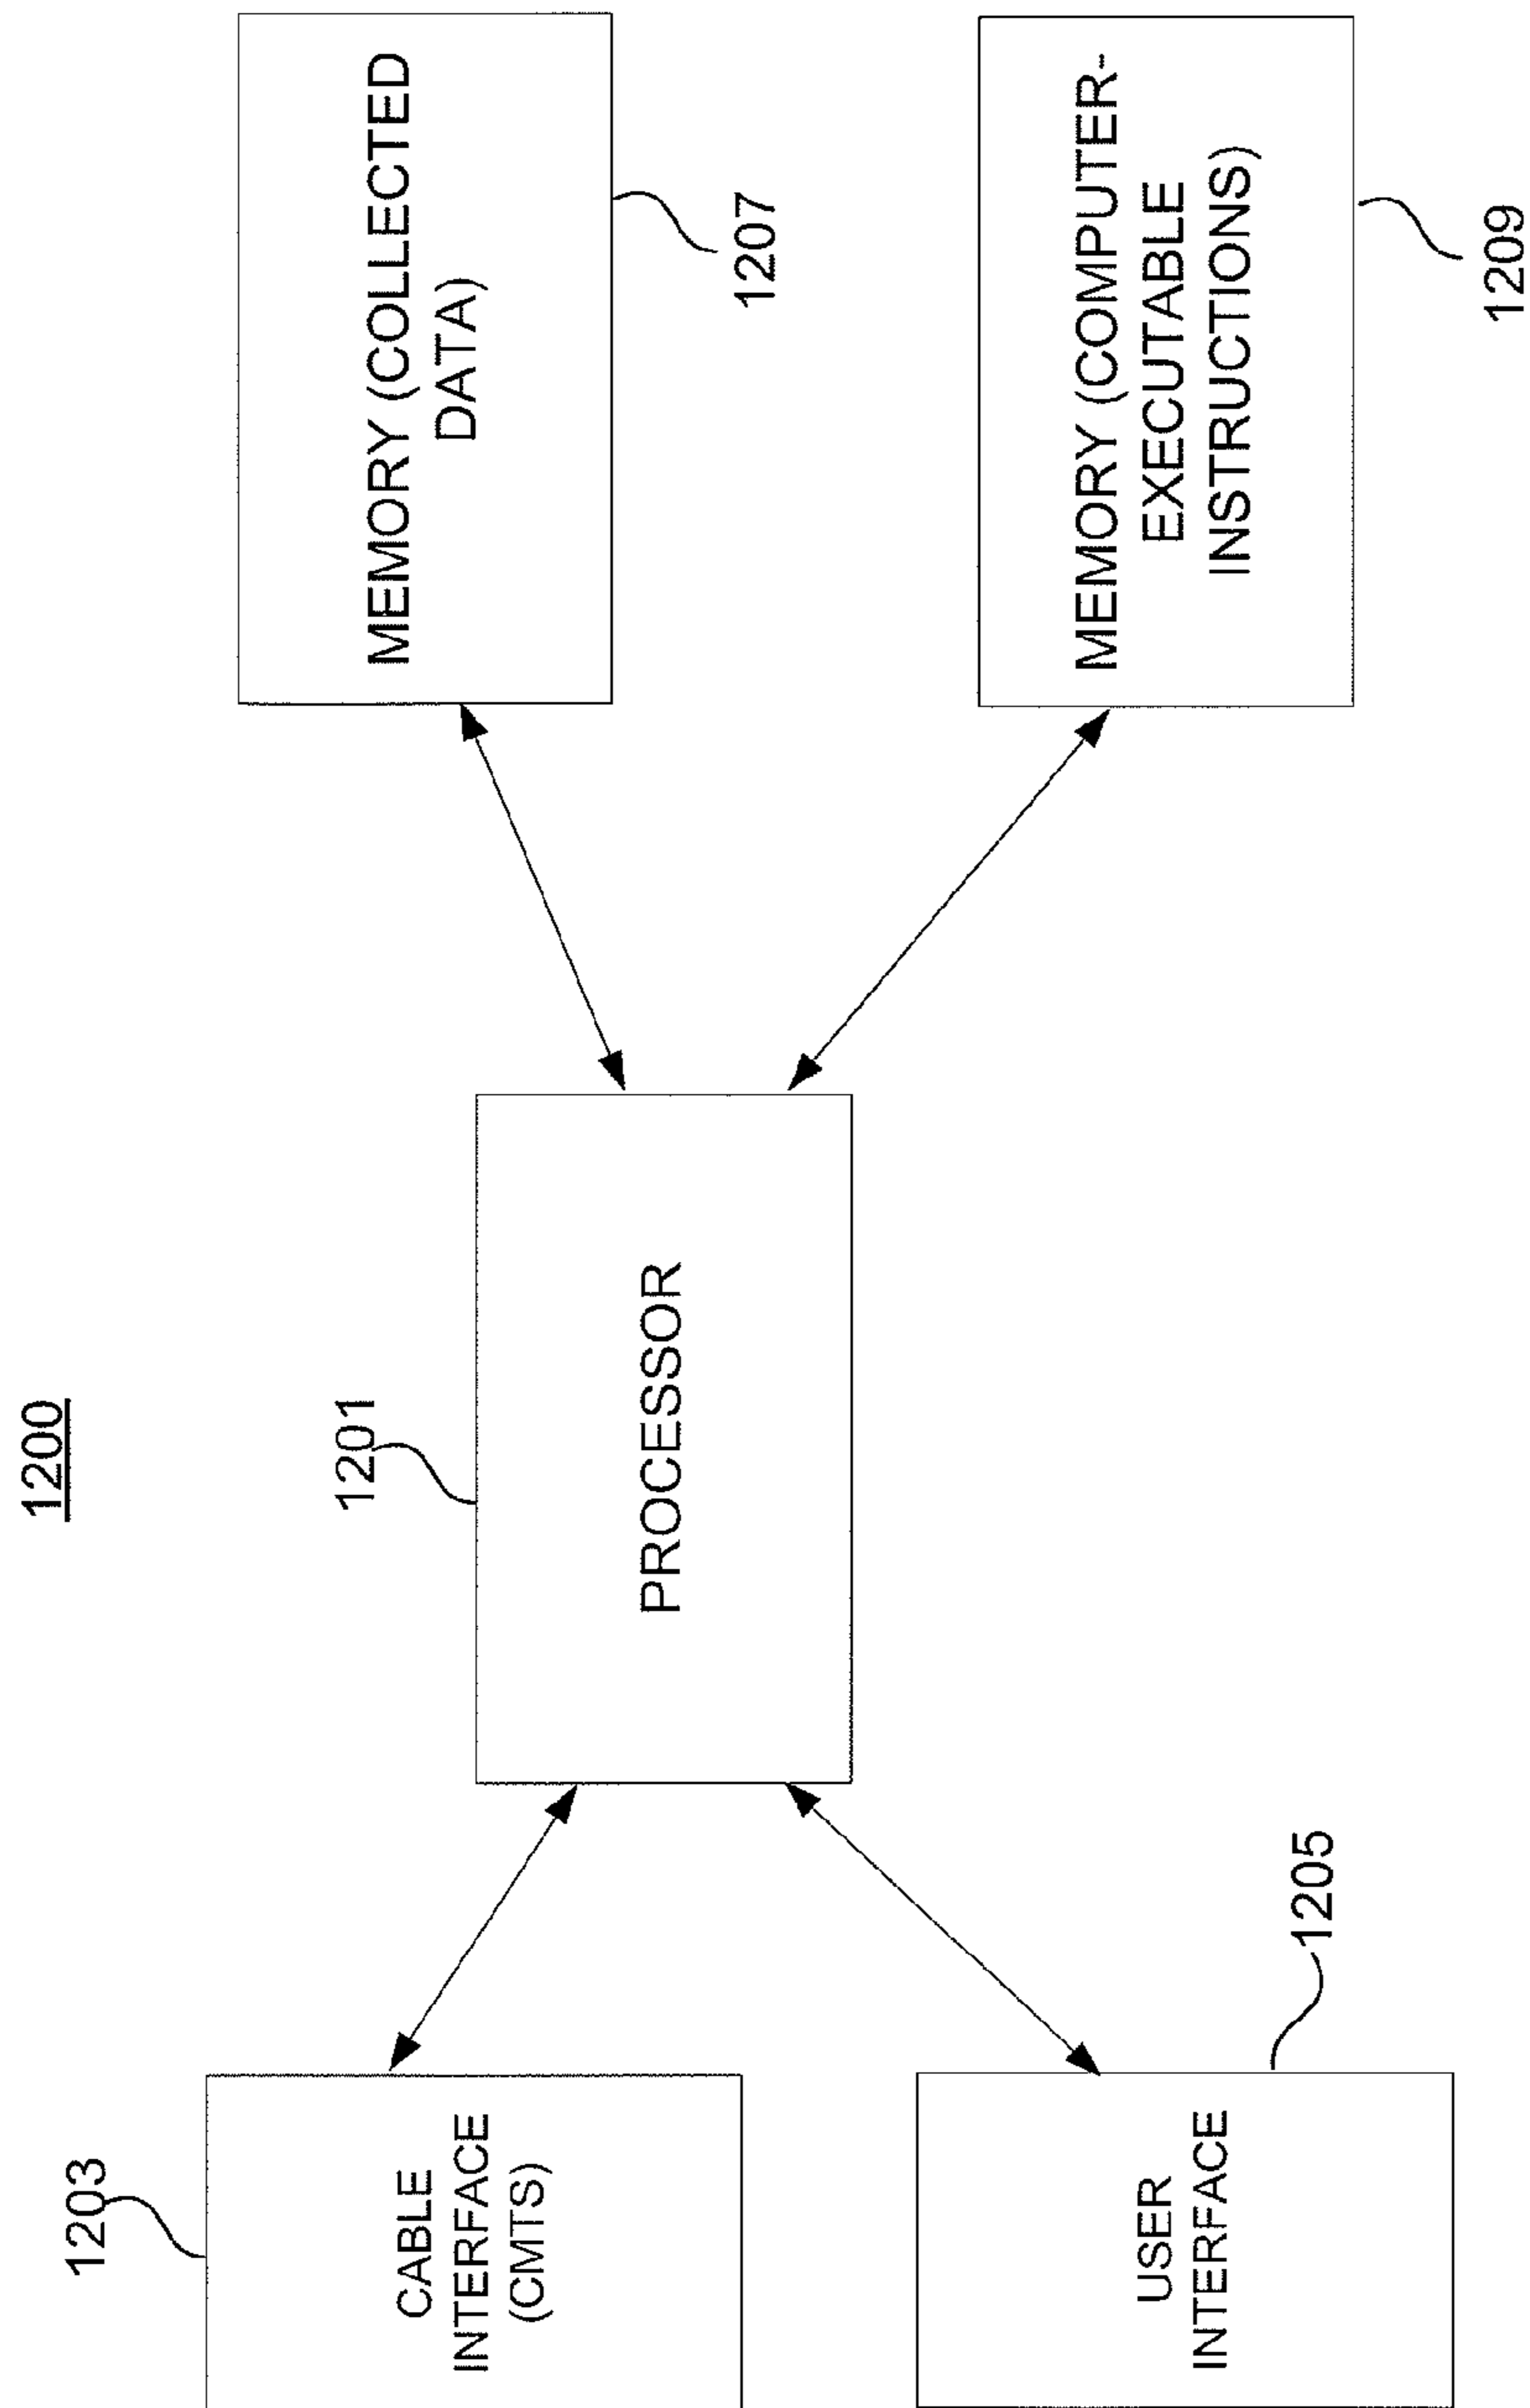 1200
1203
CABLE
INTERFACE
(CMTS)
1201
PROCESSOR
MEMORY (COLLECTED
DATA)
1207
USER
INTERFACE
1205
MEMORY (COMPUTER-
EXECUTABLE
INSTRUCTIONS)
1209